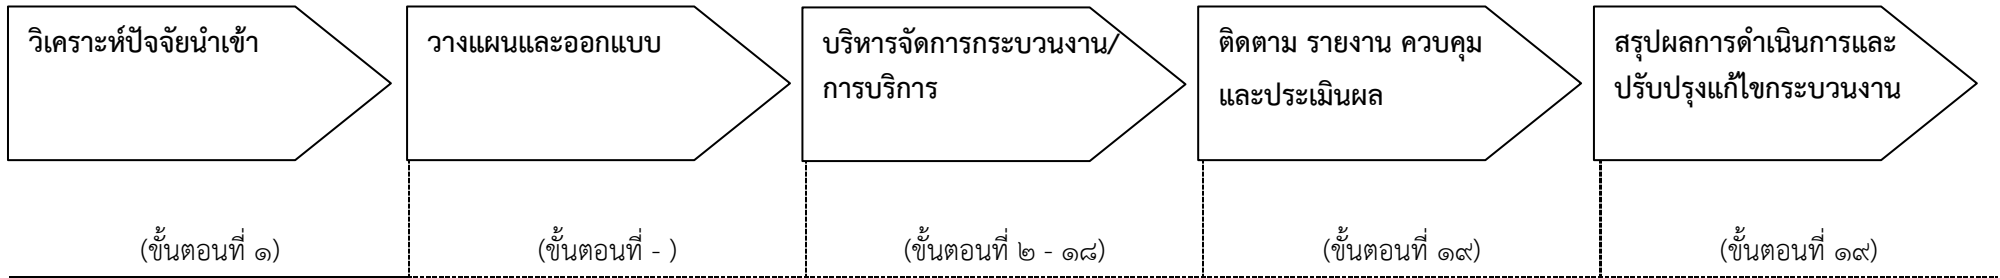 วิเคราะห์ปัจจัยนำเข้า
วางแผนและออกแบบ
บริหารจัดการกระบวนงาน/
การบริการ
ติดตาม รายงาน ควบคุม
และประเมินผล
สรุปผลการดำเนินการและ
ปรับปรุงแก้ไขกระบวนงาน
(ขั้นตอนที่ ๑)
(ขั้นตอนที่ - )
(ขั้นตอนที่ ๒ - ๑๘)
(ขั้นตอนที่ ๑๙)
(ขั้นตอนที่ ๑๙)